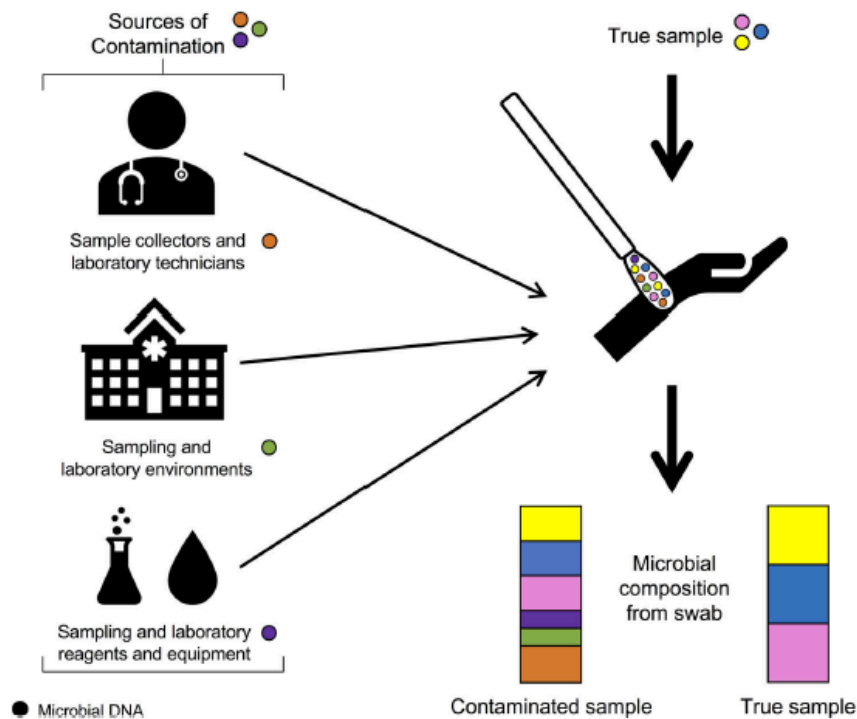 Sources of
Contamination
True sample
Sample collectors and
laboratory technicians
Sampling and
laboratory environments
Sampling and laboratory
reagents and equipment
Microbial
composition
from swab
Contaminated sample
True sample
Microbial DNA